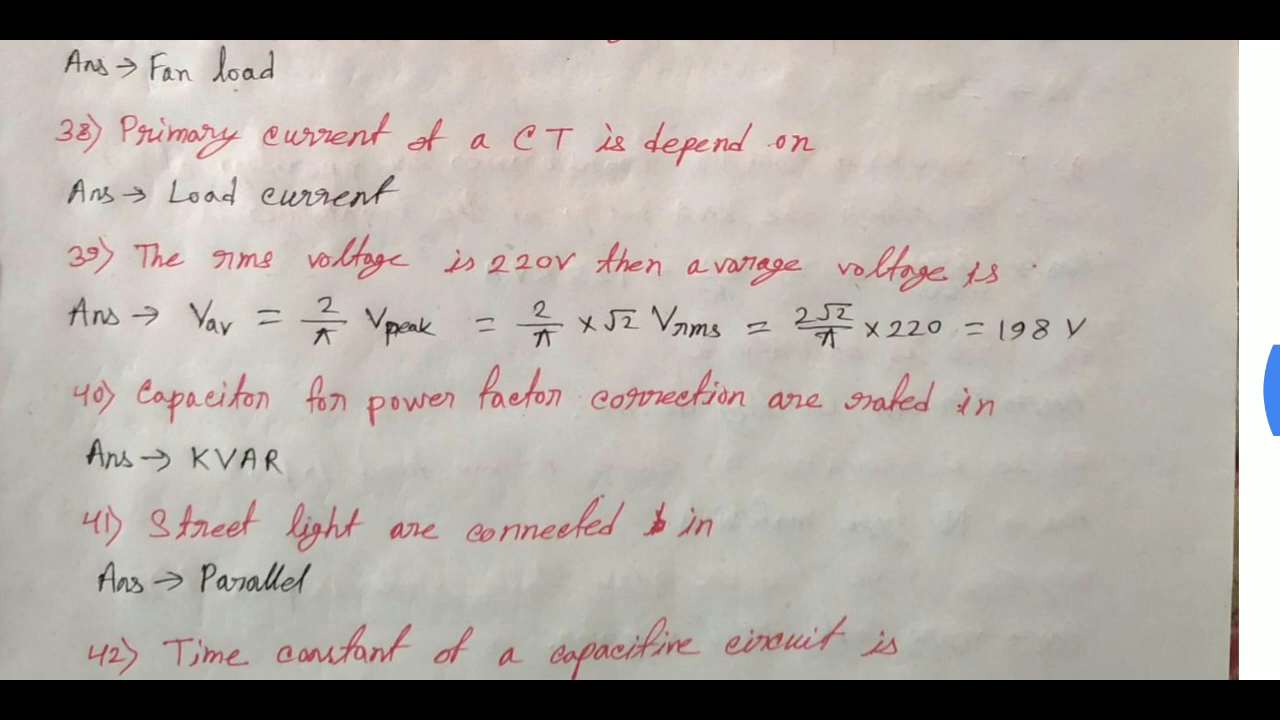 Ans → Fan load
38) Primary current of a CT is depend on
Ans → Load current
39) The rms voltage is 220V then avarage voltage is
Ans → Vav = 2/π Vpeak = 2/π × √2 Vrms = 2√2/π × 220 = 198 V
40) Capacitor for power factor correction are rated in
Ans → KVAR
41) Street light are connected in
Ans → Parallel
42) Time constant of a capacitive circuit is